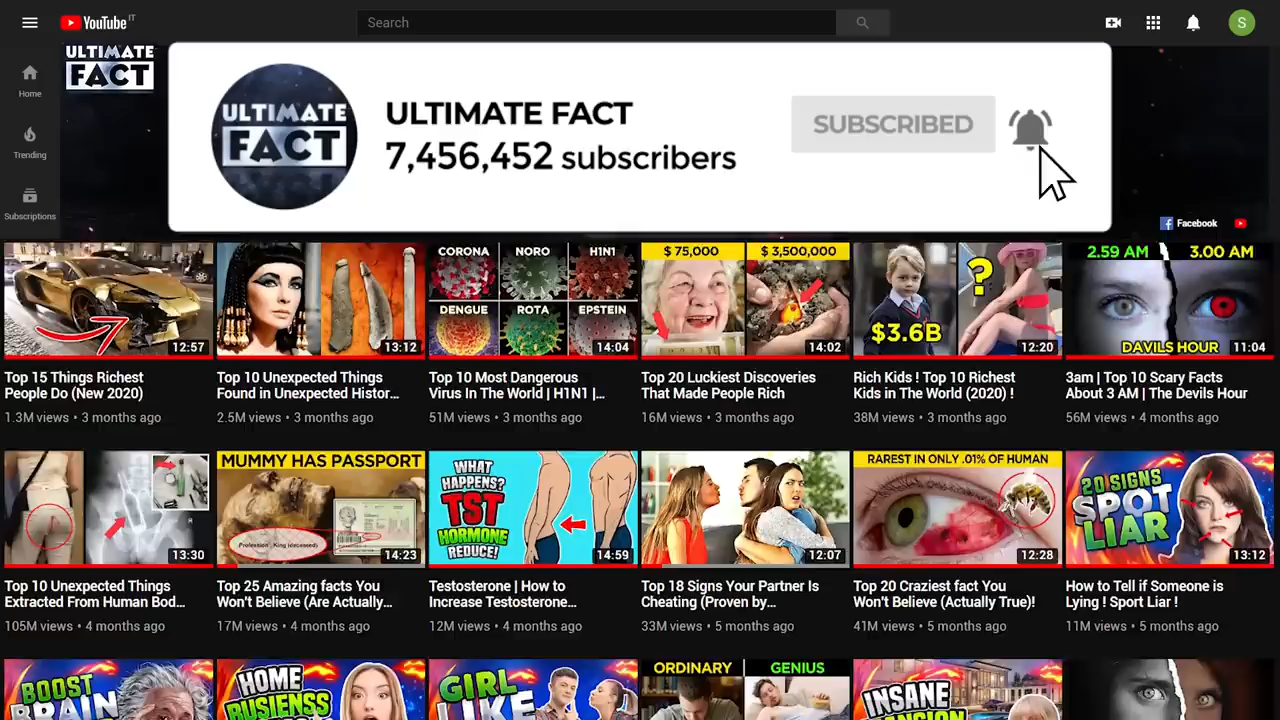 YouTube IT
Search
S
ULTIMATE
FACT
Home
Trending
Subscriptions
ULTIMATE
FACT
ULTIMATE FACT
7,456,452 subscribers
SUBSCRIBED
Facebook
12:57
Top 15 Things Richest
People Do (New 2020)
1.3M views • 3 months ago
13:12
Top 10 Unexpected Things
Found in Unexpected Histor...
2.5M views • 3 months ago
CORONA NORO H1N1
DENGUE ROTA EPSTEIN
14:04
Top 10 Most Dangerous
Virus In The World | H1N1 |...
51M views • 3 months ago
$ 75,000 $ 3,500,000
14:02
Top 20 Luckiest Discoveries
That Made People Rich
16M views • 3 months ago
?
$3.6B
12:20
Rich Kids ! Top 10 Richest
Kids in The World (2020) !
38M views • 3 months ago
2.59 AM 3.00 AM
DAVILS HOUR
11:04
3am | Top 10 Scary Facts
About 3 AM | The Devils Hour
56M views • 4 months ago
13:30
Top 10 Unexpected Things
Extracted From Human Bod...
105M views • 4 months ago
MUMMY HAS PASSPORT
Profession: King (deceased)
14:23
Top 25 Amazing facts You
Won't Believe (Are Actually...
17M views • 4 months ago
WHAT
HAPPENS?
TST
HORMONE
REDUCE!
14:59
Testosterone | How to
Increase Testosterone...
12M views • 4 months ago
12:07
Top 18 Signs Your Partner Is
Cheating (Proven by...
33M views • 5 months ago
RAREST IN ONLY .01% OF HUMAN
12:28
Top 20 Craziest fact You
Won't Believe (Actually True)!
41M views • 5 months ago
20 SIGNS
SPOT
LIAR
13:12
How to Tell if Someone is
Lying ! Sport Liar !
11M views • 5 months ago
BOOST
BRAIN
HOME
BUSIENSS
GIRL
LIKE
ORDINARY GENIUS
INSANE
MANSION